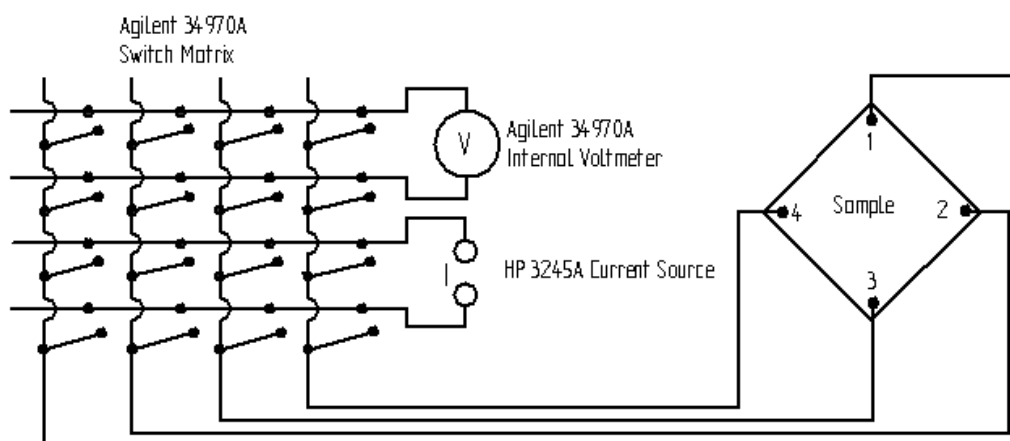 Agilent 34970A
Switch Matrix
V
Agilent 34970A
Internal Voltmeter
I
HP 3245A Current Source
1
4
Sample
2
3